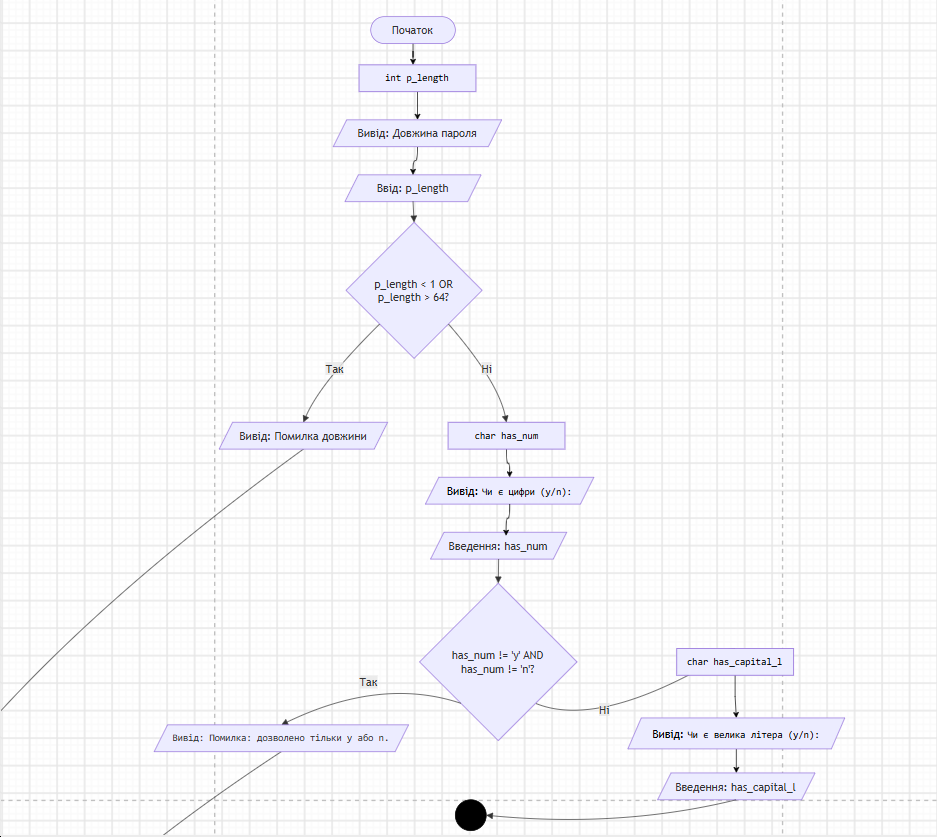 Початок
int p_length
Вивід: Довжина пароля
Ввід: p_length
p_length < 1 OR
p_length > 64?
Так
Ні
Вивід: Помилка довжини
char has_num
Вивід: Чи є цифри (y/n):
Введення: has_num
has_num != 'y' AND
has_num != 'n'?
Так
Ні
Вивід: Помилка: дозволено тільки y або n.
char has_capital_l
Вивід: Чи є велика літера (y/n):
Введення: has_capital_l